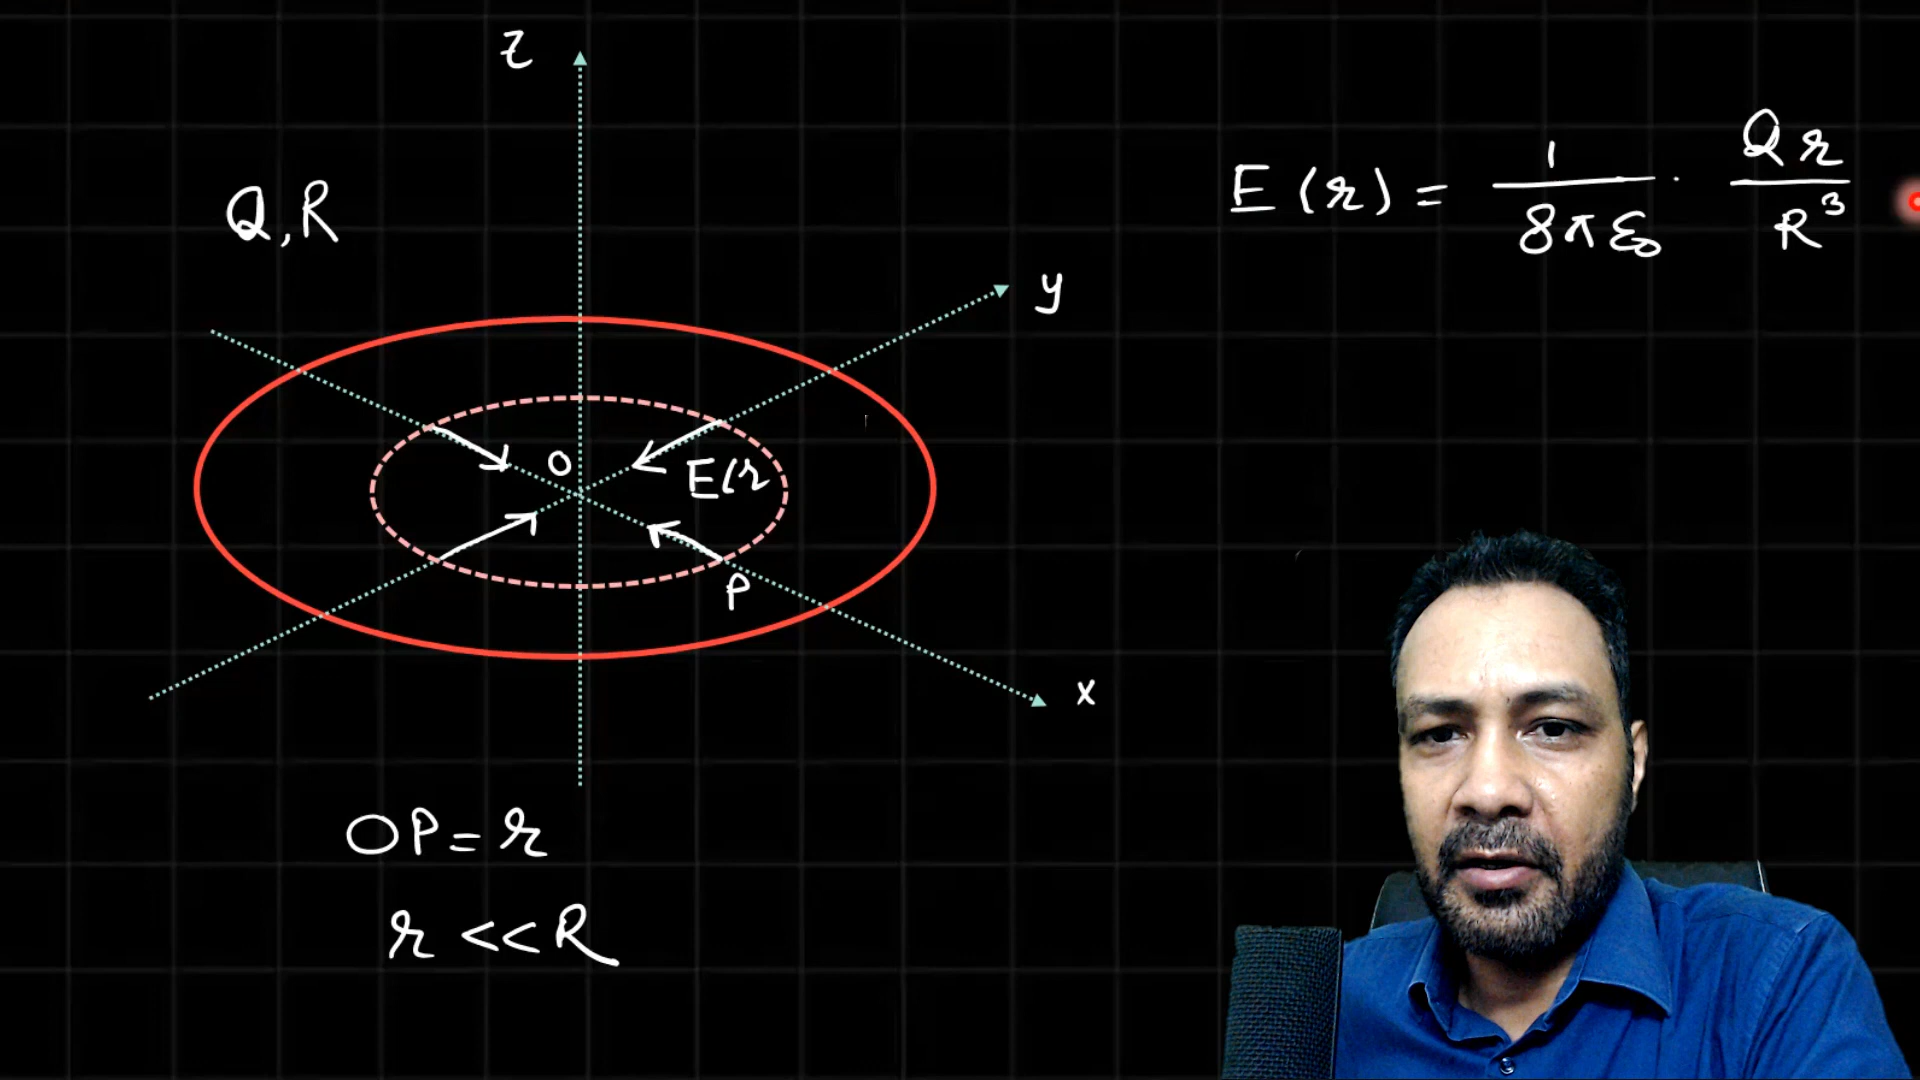 z
E(r) = 1/8πε₀ · Qr/R³
Q, R
y
O
E(r
P
x
OP = r
r << R